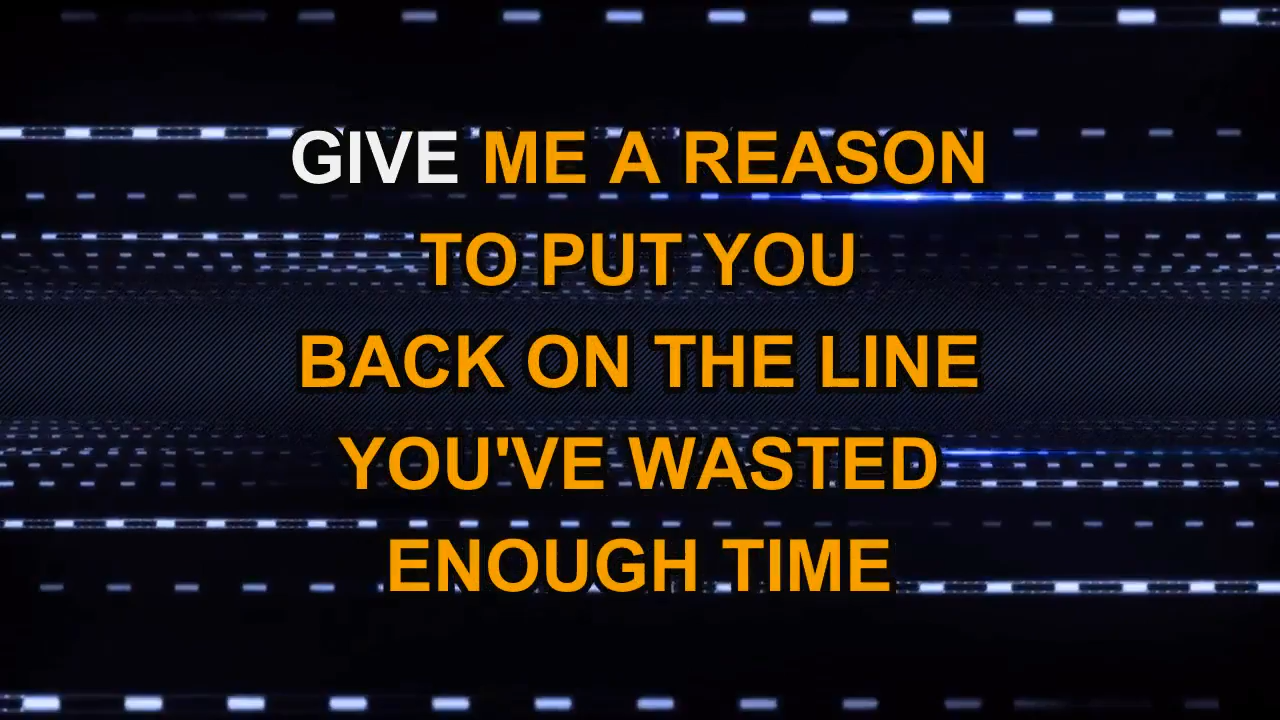 GIVE ME A REASON
TO PUT YOU
BACK ON THE LINE
YOU'VE WASTED
ENOUGH TIME